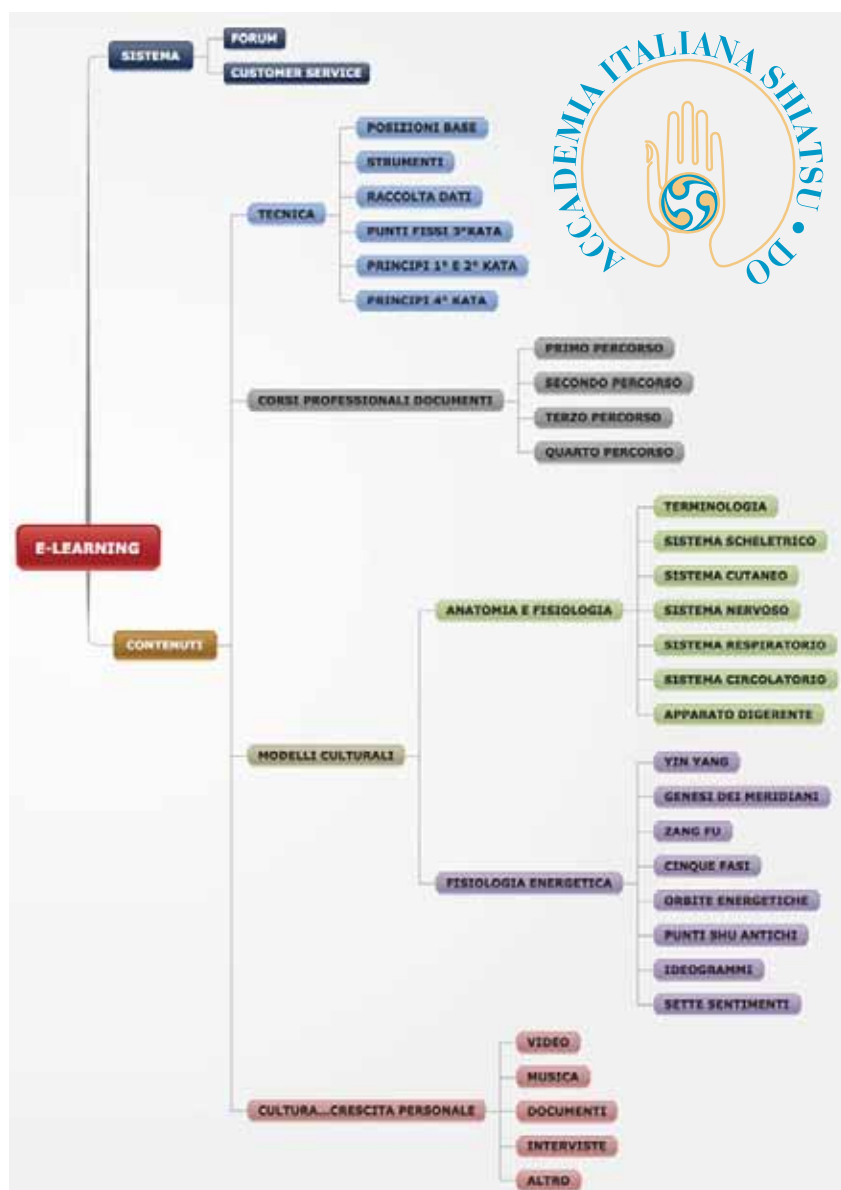 ACCADEMIA ITALIANA SHIATSU • DO
SISTEMA
FORUM
CUSTOMER SERVICE
POSIZIONI BASE
STRUMENTI
RACCOLTA DATI
TECNICA
PUNTI FISSI 3°KATA
PRINCIPI 1° E 2° KATA
PRINCIPI 4° KATA
PRIMO PERCORSO
SECONDO PERCORSO
CORSI PROFESSIONALI DOCUMENTI
TERZO PERCORSO
QUARTO PERCORSO
E-LEARNING
CONTENUTI
TERMINOLOGIA
SISTEMA SCHELETRICO
SISTEMA CUTANEO
ANATOMIA E FISIOLOGIA
SISTEMA NERVOSO
SISTEMA RESPIRATORIO
SISTEMA CIRCOLATORIO
APPARATO DIGERENTE
MODELLI CULTURALI
YIN YANG
GENESI DEI MERIDIANI
ZANG FU
CINQUE FASI
FISIOLOGIA ENERGETICA
ORBITE ENERGETICHE
PUNTI SHU ANTICHI
IDEOGRAMMI
SETTE SENTIMENTI
VIDEO
MUSICA
CULTURA...CRESCITA PERSONALE
DOCUMENTI
INTERVISTE
ALTRO